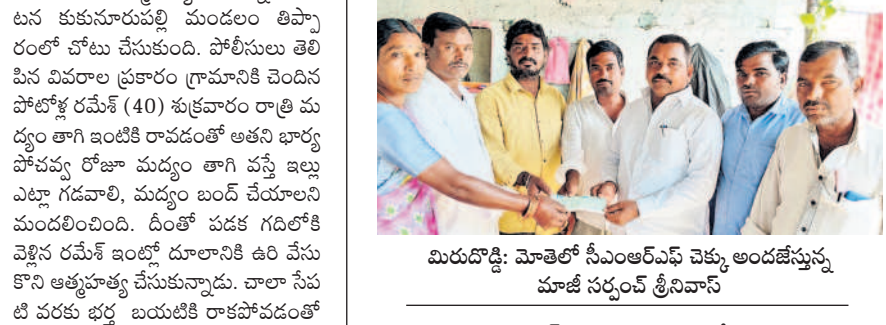 టన కుకునూరుపల్లి మండలం తిప్పా
రంలో చోటు చేసుకుంది. పోలీసులు తెలి
పిన వివరాల ప్రకారం గ్రామానికి చెందిన
పోటోళ్ల రమేశ్ (40) శుక్రవారం రాత్రి మ
ద్యం తాగి ఇంటికి రావడంతో అతని భార్య
పోచవ్వ రోజూ మద్యం తాగి వస్తే ఇల్లు
ఎట్లా గడవాలి, మద్యం బంద్ చేయాలని
మందలించింది. దీంతో పడక గదిలోకి
వెళ్లిన రమేశ్ ఇంట్లో దూలానికి ఉరి వేసు
కొని ఆత్మహత్య చేసుకున్నాడు. చాలా సేప
టి వరకు భర్త బయటికి రాకపోవడంతో
మిరుదొడ్డి: మోతెలో సీఎంఆర్ఎఫ్ చెక్కు అందజేస్తున్న
మాజీ సర్పంచ్ శ్రీనివాస్